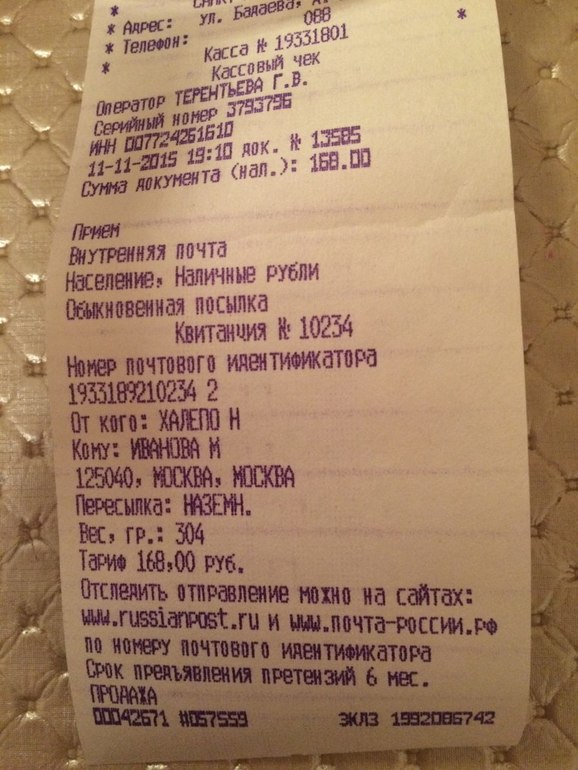 *
* Адрес: ул. Бадаева,
* Телефон: 088 *
* Касса № 19331801
Кассовый чек
Оператор ТЕРЕНТЬЕВА Г.В.
Серийный номер 3793796
ИНН 007724261610
11-11-2015 19:10 док. № 13585
Сумма документа (нал.): 168.00
Прием
Внутренняя почта
Население, Наличные рубли
Обыкновенная посылка
Квитанция № 10234
Номер почтового идентификатора
1933189210234 2
От кого: ХАЛЕПО Н
Кому: ИВАНОВА М
125040, МОСКВА, МОСКВА
Пересылка: НАЗЕМН.
Вес, гр.: 304
Тариф 168,00 руб.
Отследить отправление можно на сайтах:
www.russianpost.ru и www.почта-россии.рф
по номеру почтового идентификатора
Срок предъявления претензий 6 мес.
ПРОДАЖА
00042671 #057559 ЭКЛЗ 1992086742